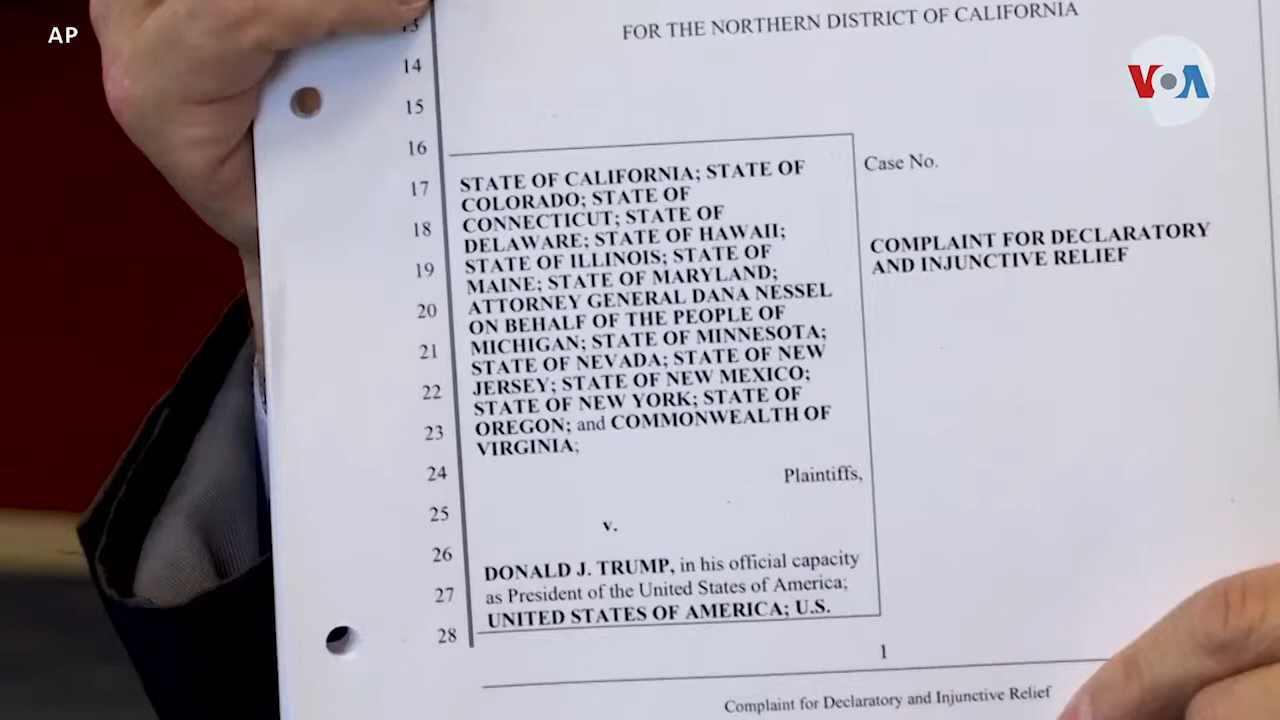 AP
VOA
13
FOR THE NORTHERN DISTRICT OF CALIFORNIA
14
15
16
17
18
19
20
21
22
23
24
25
26
27
28
STATE OF CALIFORNIA; STATE OF
COLORADO; STATE OF
CONNECTICUT; STATE OF
DELAWARE; STATE OF HAWAII;
STATE OF ILLINOIS; STATE OF
MAINE; STATE OF MARYLAND;
ATTORNEY GENERAL DANA NESSEL
ON BEHALF OF THE PEOPLE OF
MICHIGAN; STATE OF MINNESOTA;
STATE OF NEVADA; STATE OF NEW
JERSEY; STATE OF NEW MEXICO;
STATE OF NEW YORK; STATE OF
OREGON; and COMMONWEALTH OF
VIRGINIA;
Plaintiffs,
v.
DONALD J. TRUMP, in his official capacity
as President of the United States of America;
UNITED STATES OF AMERICA; U.S.
Case No.
COMPLAINT FOR DECLARATORY
AND INJUNCTIVE RELIEF
1
Complaint for Declaratory and Injunctive Relief